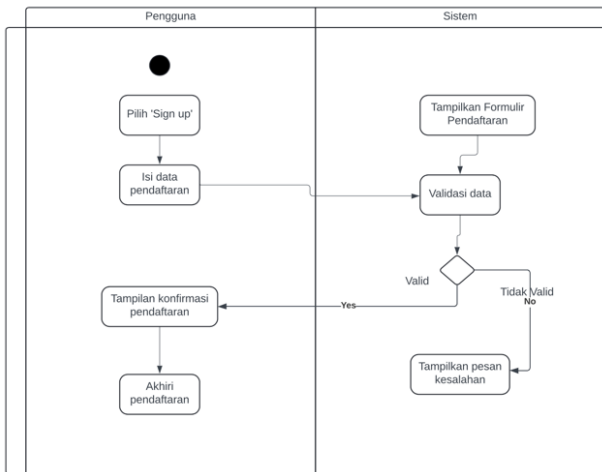 Pengguna
Sistem
Pilih 'Sign up'
Tampilkan Formulir
Pendaftaran
Isi data
pendaftaran
Validasi data
Valid
Tidak Valid
No
Yes
Tampilan konfirmasi
pendaftaran
Tampilkan pesan
kesalahan
Akhiri
pendaftaran